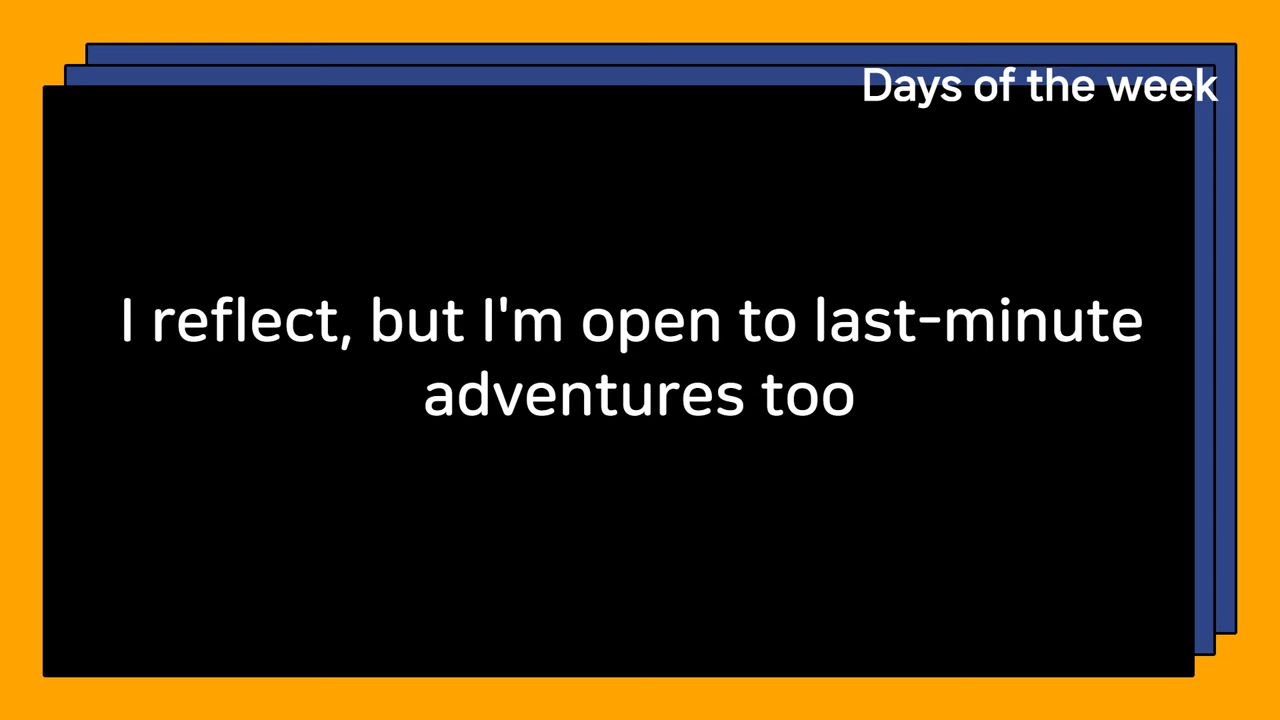 Days of the week
I reflect, but I'm open to last-minute
adventures too